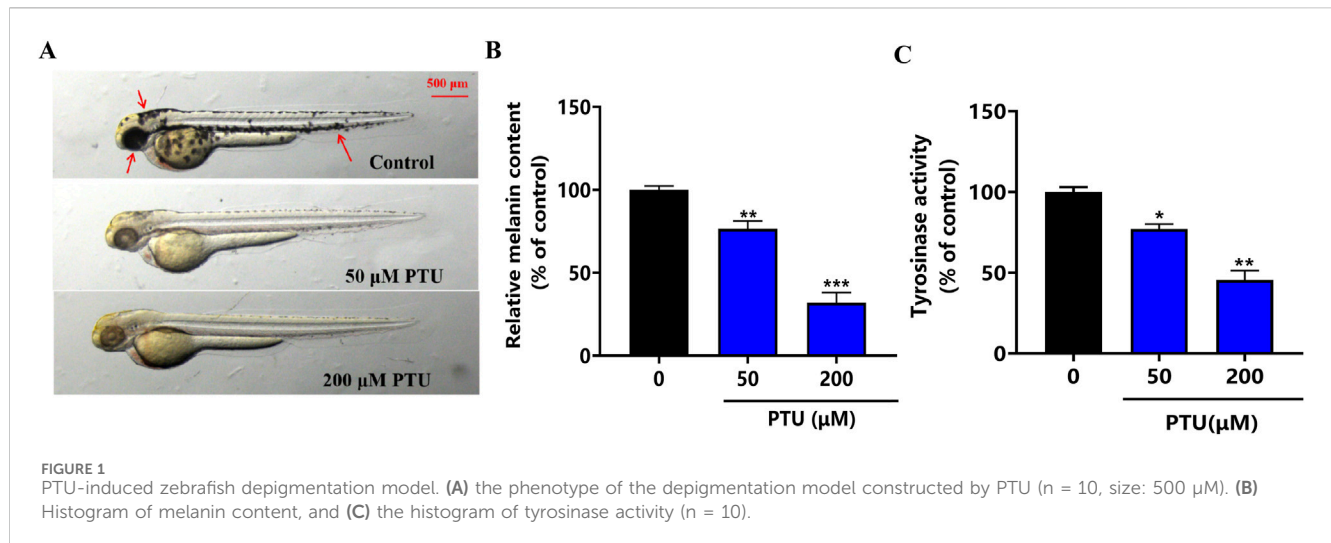 A
500 μm
Control
50 μM PTU
200 μM PTU
B
Relative melanin content
(% of control)
150
100
50
0
**
***
0
50
200
PTU (μM)
C
Tyrosinase activity
(% of control)
150
100
50
0
*
**
0
50
200
PTU(μM)
FIGURE 1
PTU-induced zebrafish depigmentation model. (A) the phenotype of the depigmentation model constructed by PTU (n = 10, size: 500 μM). (B)
Histogram of melanin content, and (C) the histogram of tyrosinase activity (n = 10).